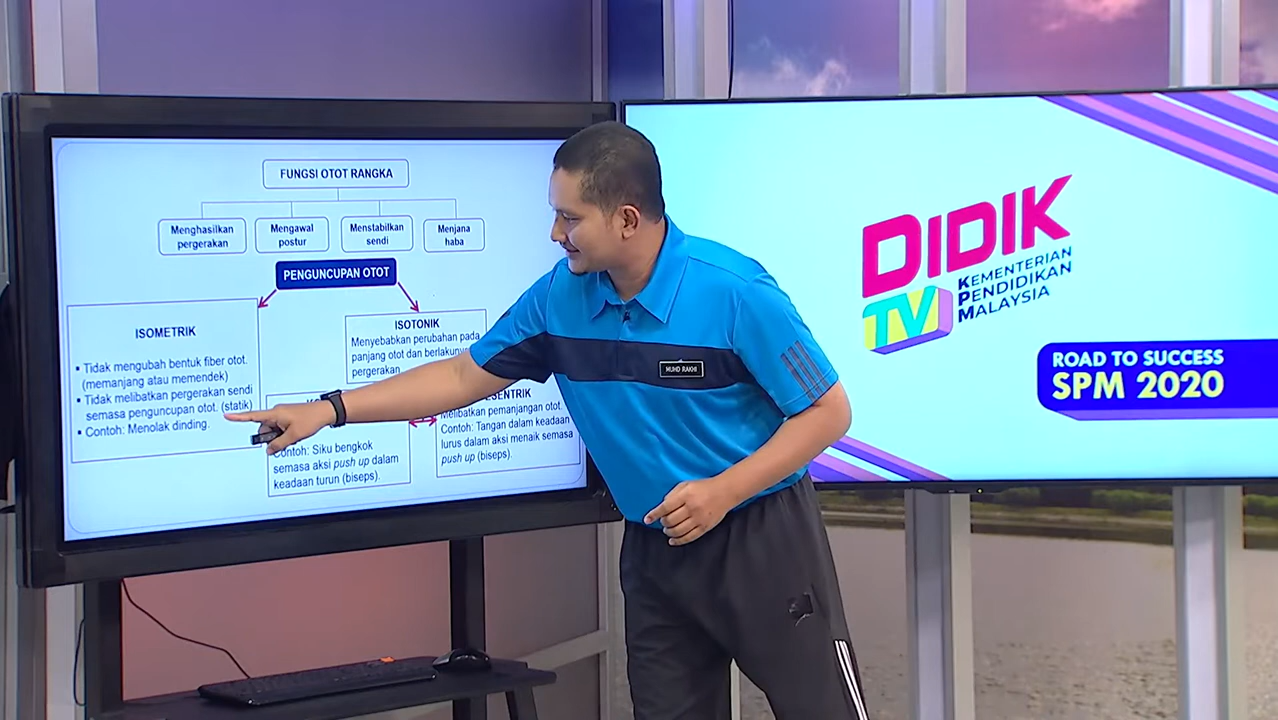 FUNGSI OTOT RANGKA
Menghasilkan
pergerakan
Mengawal
postur
Menstabilkan
sendi
Menjana
haba
PENGUNCUPAN OTOT
ISOMETRIK
▪ Tidak mengubah bentuk fiber otot.
(memanjang atau memendek)
▪ Tidak melibatkan pergerakan sendi
semasa penguncupan otot. (statik)
▪ Contoh: Menolak dinding.
ISOTONIK
Menyebabkan perubahan pada
panjang otot dan
pergerakan
Contoh: Siku bengkok
semasa aksi push up dalam
keadaan turun (biseps).
Melibatkan pemanjangan otot.
Contoh: Tangan dalam keadaan
lurus dalam aksi menaik semasa
push up (biseps).
MUHD RAKHI
DIDIK
TV
KEMENTERIAN
PENDIDIKAN
MALAYSIA
ROAD TO SUCCESS
SPM 2020